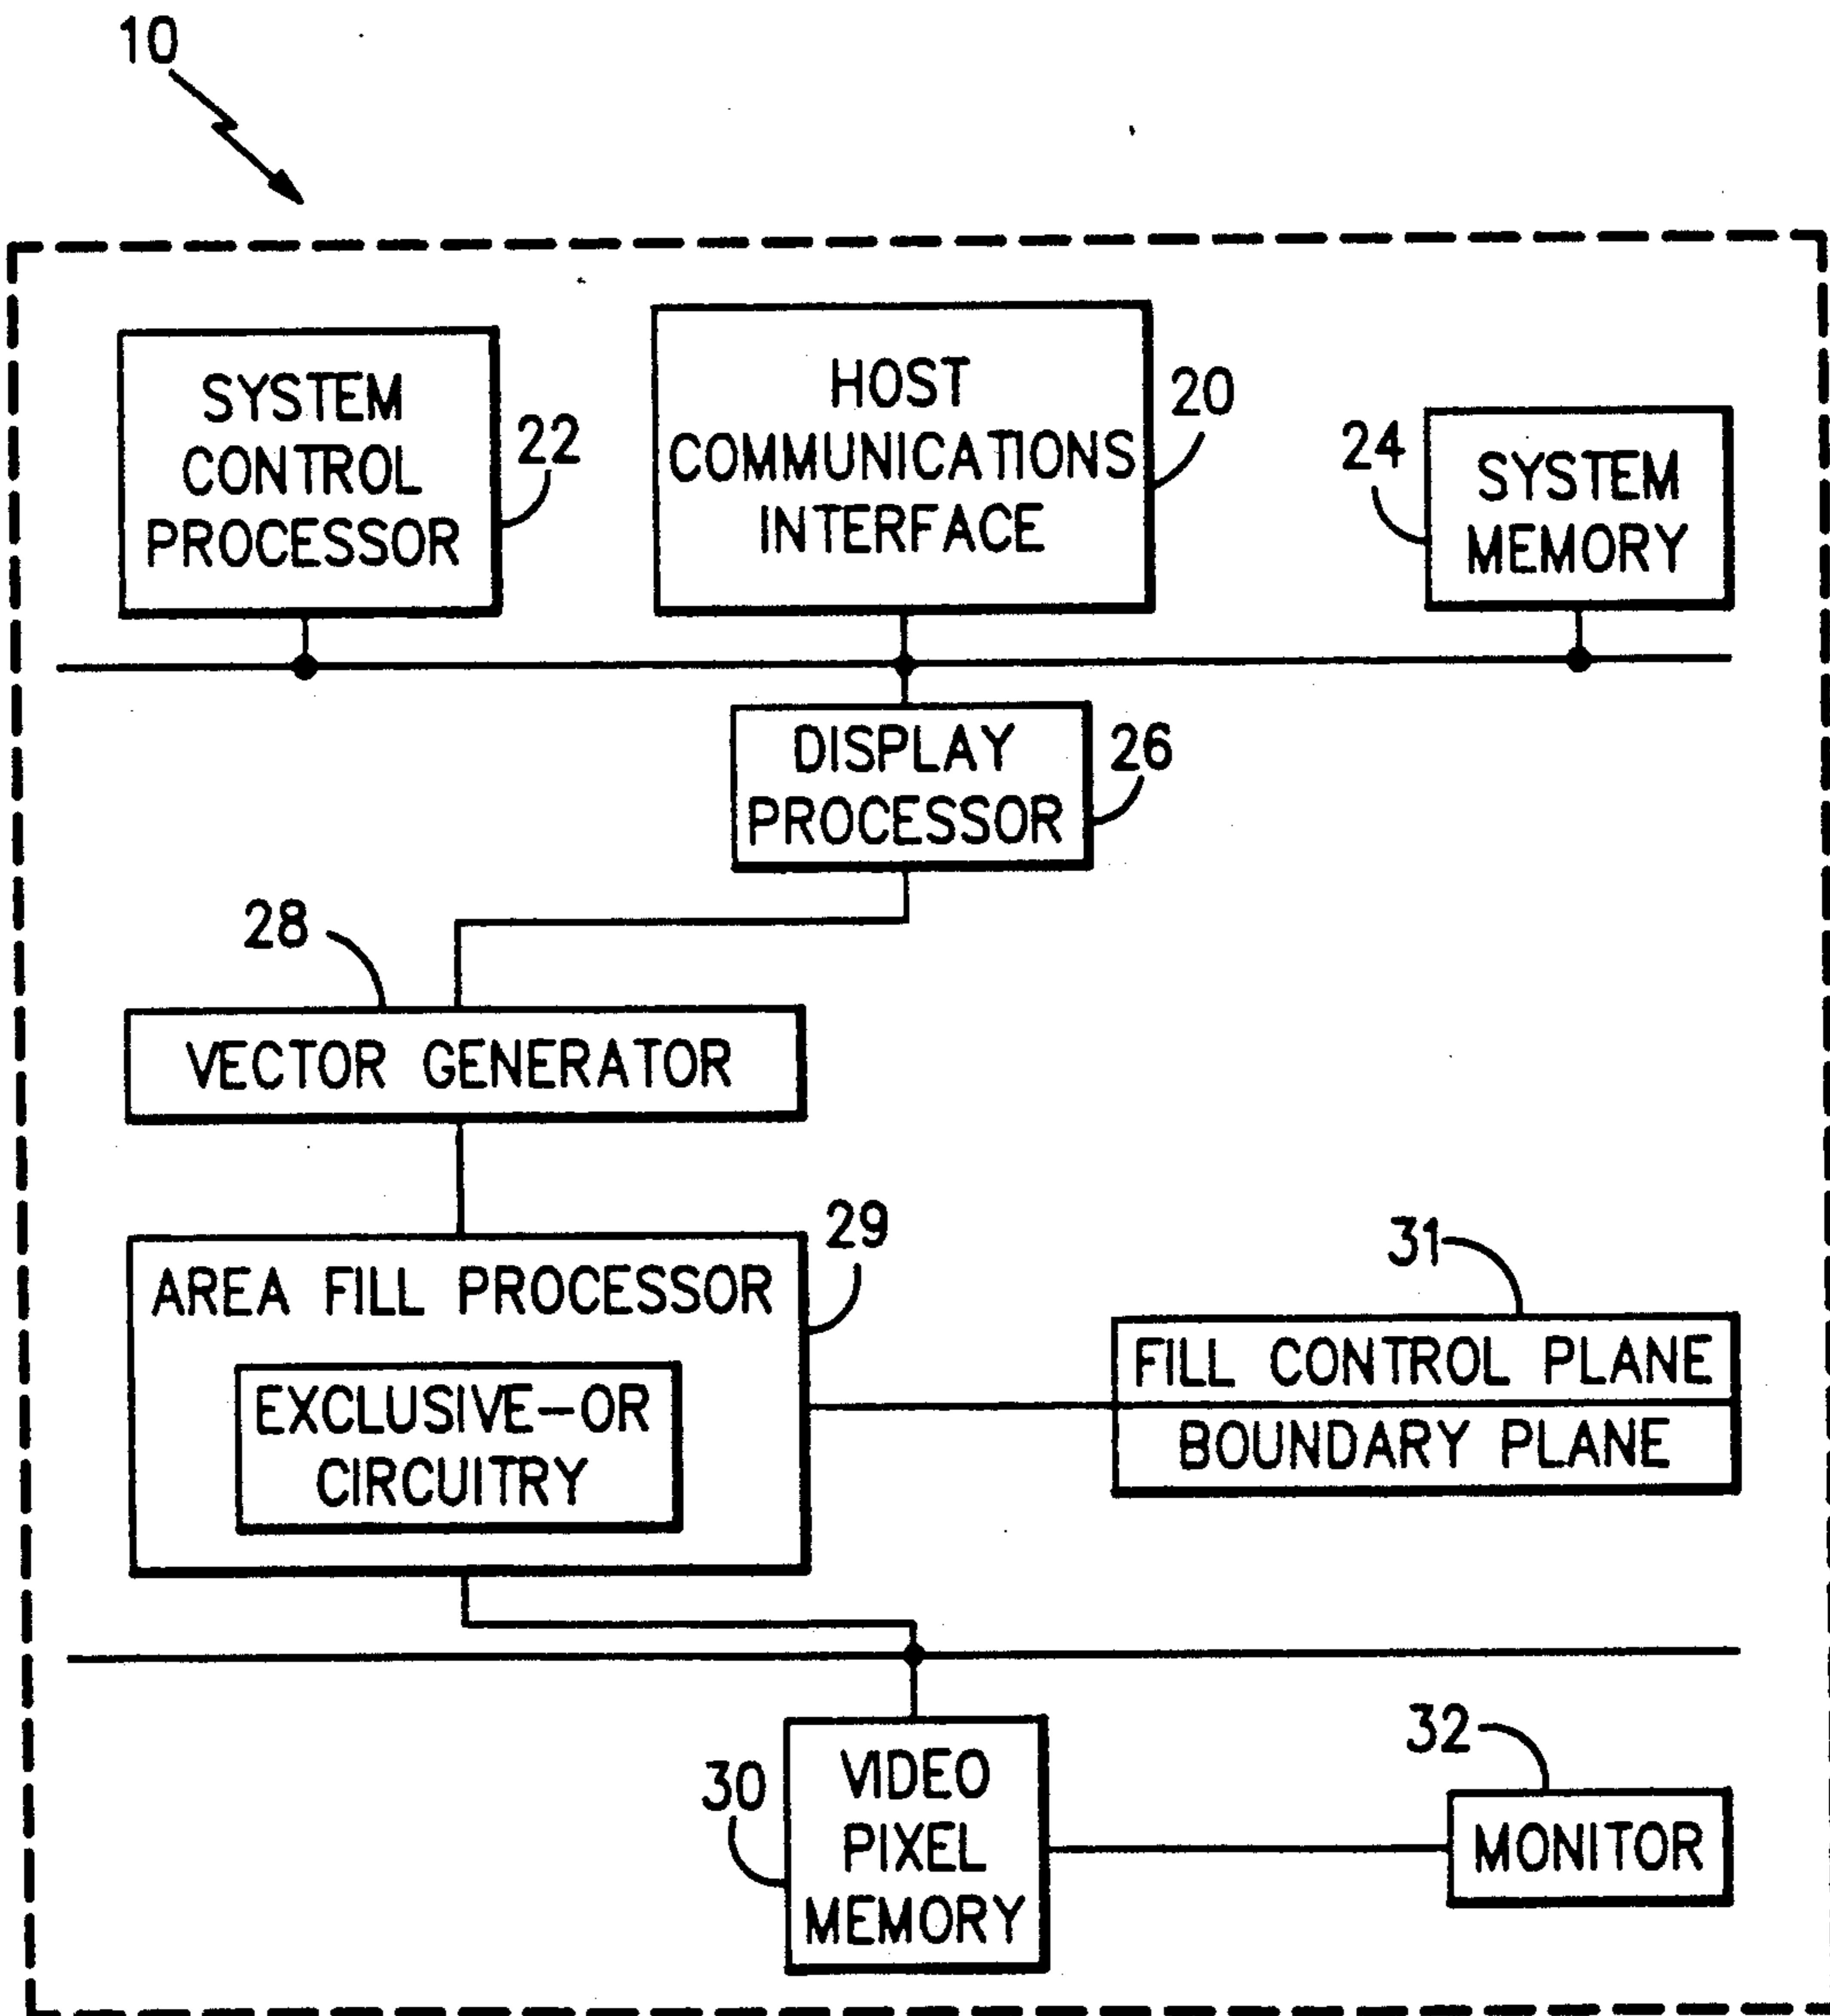 10
SYSTEM
CONTROL
PROCESSOR
22
HOST
COMMUNICATIONS
INTERFACE
20
24
SYSTEM
MEMORY
DISPLAY
PROCESSOR
26
28
VECTOR GENERATOR
29
AREA FILL PROCESSOR
EXCLUSIVE-OR
CIRCUITRY
31
FILL CONTROL PLANE
BOUNDARY PLANE
30
VIDEO
PIXEL
MEMORY
32
MONITOR